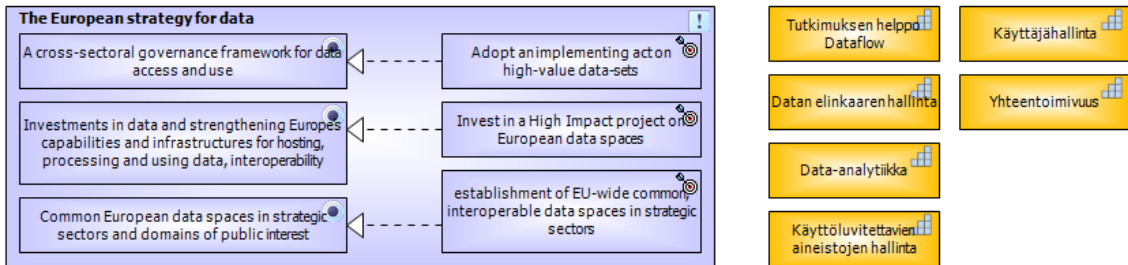 The European strategy for data
!
A cross-sectoral governance framework for data
access and use
Adopt an implementing act on
high-value data-sets
Investments in data and strengthening Europe's
capabilities and infrastructures for hosting,
processing and using data, interoperability
Invest in a High Impact project on
European data spaces
Common European data spaces in strategic
sectors and domains of public interest
establishment of EU-wide common,
interoperable data spaces in strategic
sectors
Tutkimuksen helppo
Dataflow
Käyttäjähallinta
Datan elinkaaren hallinta
Yhteentoimivuus
Data-analytiikka
Käyttöluvitettavien
aineistojen hallinta